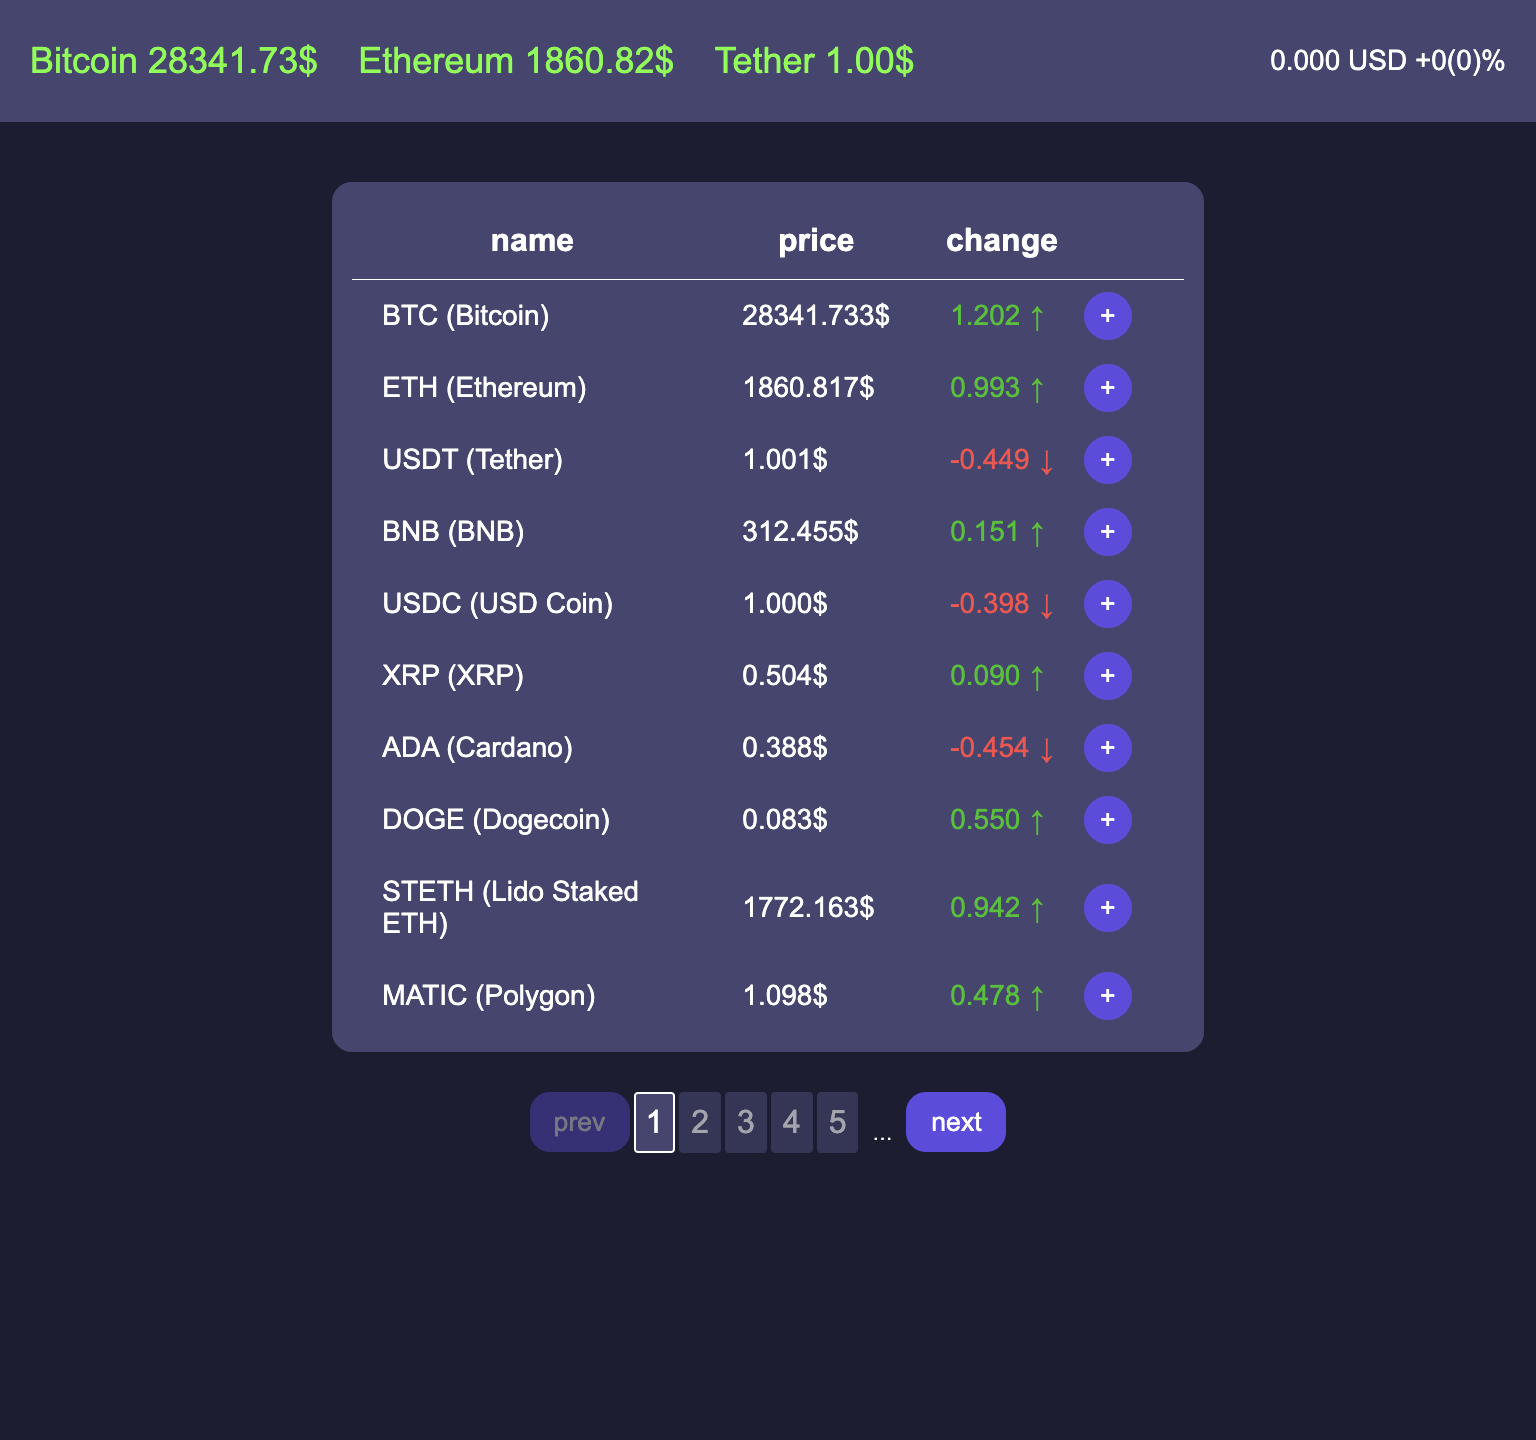 Bitcoin 28341.73$ Ethereum 1860.82$ Tether 1.00$ 0.000 USD +0(0)%
name price change
BTC (Bitcoin) 28341.733$ 1.202 ↑ +
ETH (Ethereum) 1860.817$ 0.993 ↑ +
USDT (Tether) 1.001$ -0.449 ↓ +
BNB (BNB) 312.455$ 0.151 ↑ +
USDC (USD Coin) 1.000$ -0.398 ↓ +
XRP (XRP) 0.504$ 0.090 ↑ +
ADA (Cardano) 0.388$ -0.454 ↓ +
DOGE (Dogecoin) 0.083$ 0.550 ↑ +
STETH (Lido Staked
ETH) 1772.163$ 0.942 ↑ +
MATIC (Polygon) 1.098$ 0.478 ↑ +
prev 1 2 3 4 5 ... next